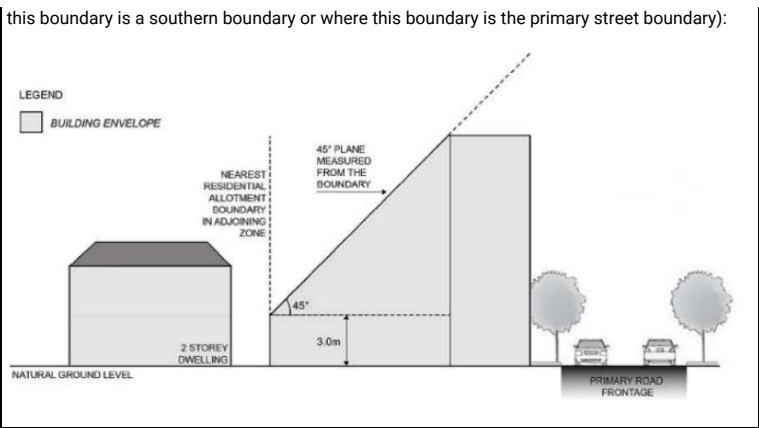 this boundary is a southern boundary or where this boundary is the primary street boundary):
LEGEND
BUILDING ENVELOPE
45° PLANE
MEASURED
FROM THE
BOUNDARY
NEAREST
RESIDENTIAL
ALLOTMENT
BOUNDARY
IN ADJOINING
ZONE
45°
3.0m
2 STOREY
DWELLING
NATURAL GROUND LEVEL
PRIMARY ROAD
FRONTAGE